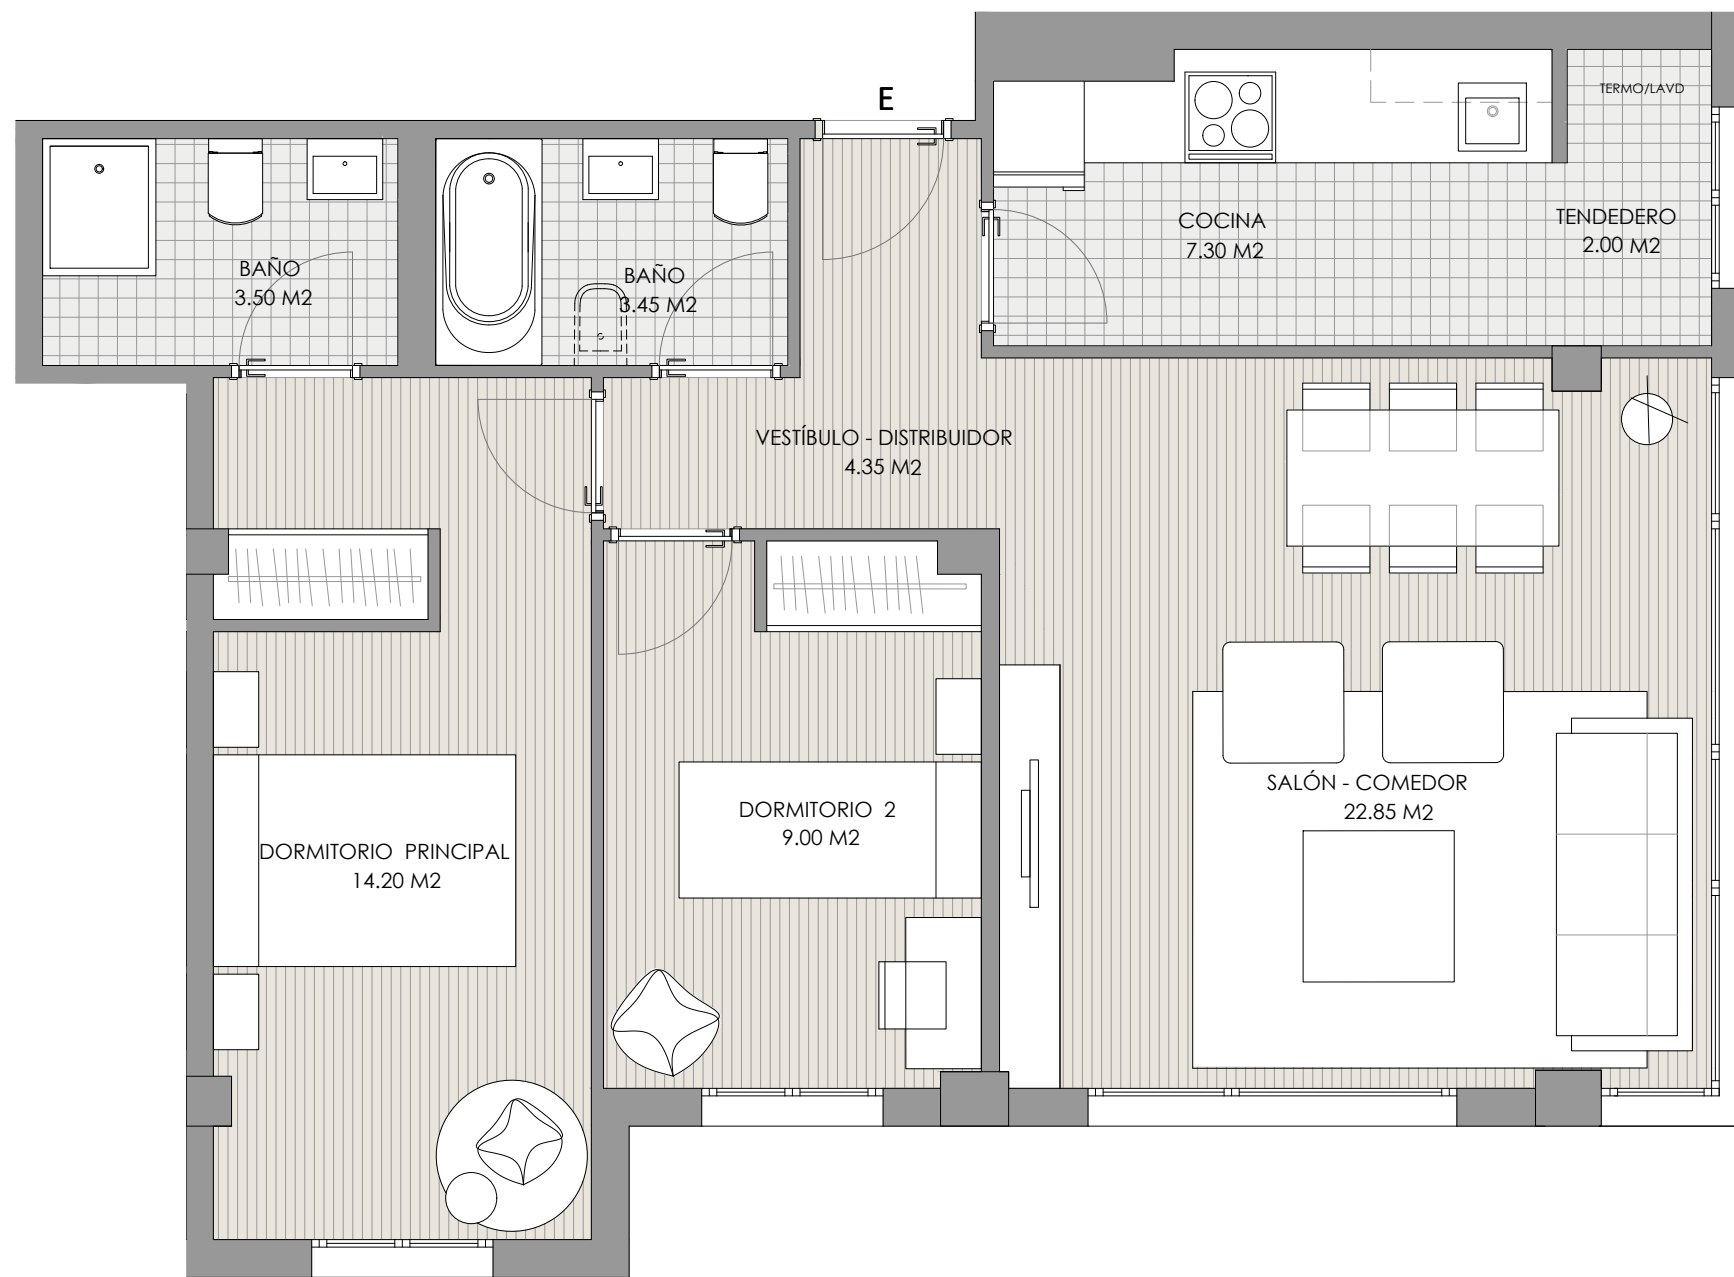 E
TERMO/LAVD
COCINA
7.30 M2
TENDEDERO
2.00 M2
BAÑO
3.50 M2
BAÑO
3.45 M2
VESTÍBULO - DISTRIBUIDOR
4.35 M2
SALÓN - COMEDOR
22.85 M2
DORMITORIO 2
9.00 M2
DORMITORIO PRINCIPAL
14.20 M2